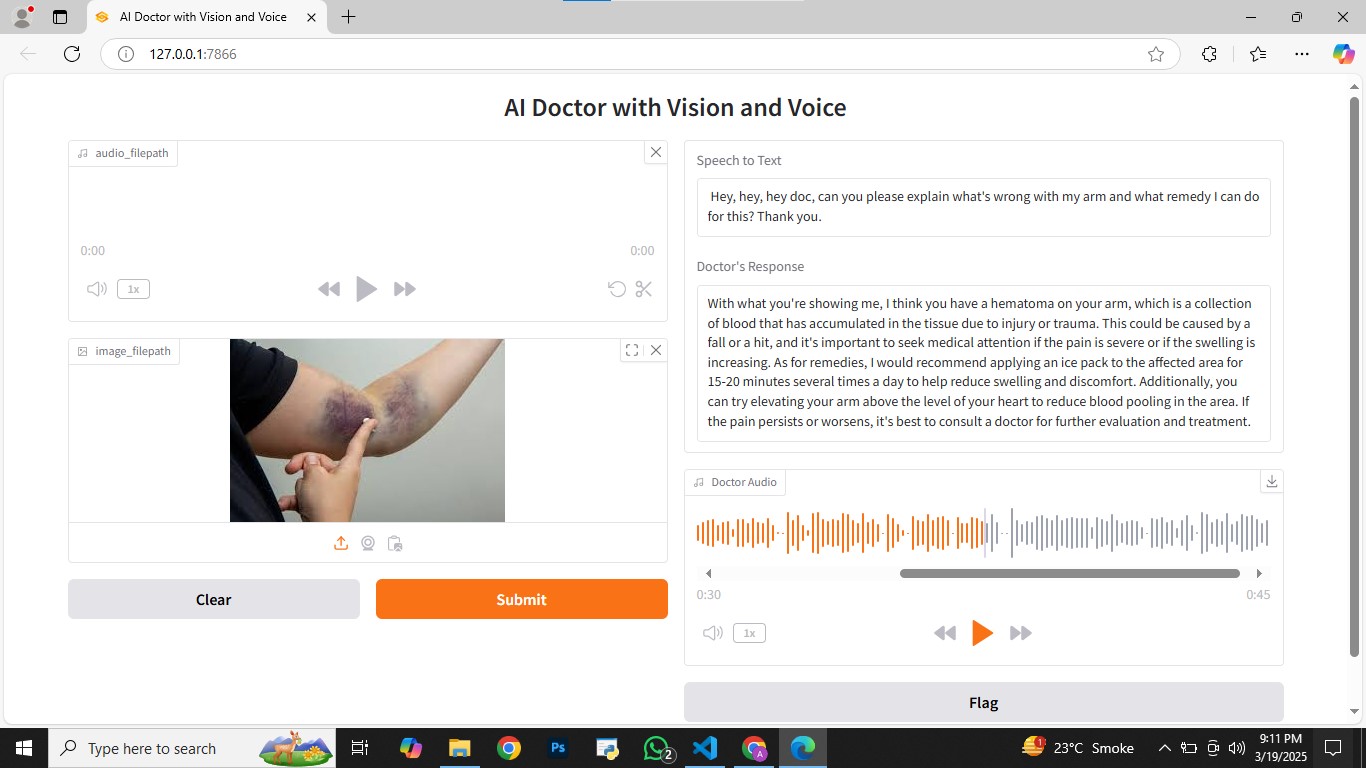 AI Doctor with Vision and Voice
127.0.0.1:7866
AI Doctor with Vision and Voice
audio_filepath
0:00
0:00
1x
image_filepath
Clear
Submit
Speech to Text
Hey, hey, hey doc, can you please explain what's wrong with my arm and what remedy I can do
for this? Thank you.
Doctor's Response
With what you're showing me, I think you have a hematoma on your arm, which is a collection
of blood that has accumulated in the tissue due to injury or trauma. This could be caused by a
fall or a hit, and it's important to seek medical attention if the pain is severe or if the swelling is
increasing. As for remedies, I would recommend applying an ice pack to the affected area for
15-20 minutes several times a day to help reduce swelling and discomfort. Additionally, you
can try elevating your arm above the level of your heart to reduce blood pooling in the area. If
the pain persists or worsens, it's best to consult a doctor for further evaluation and treatment.
Doctor Audio
0:30
0:45
1x
Flag
Type here to search
Ps
2
A
1
23°C Smoke
9:11 PM
3/19/2025